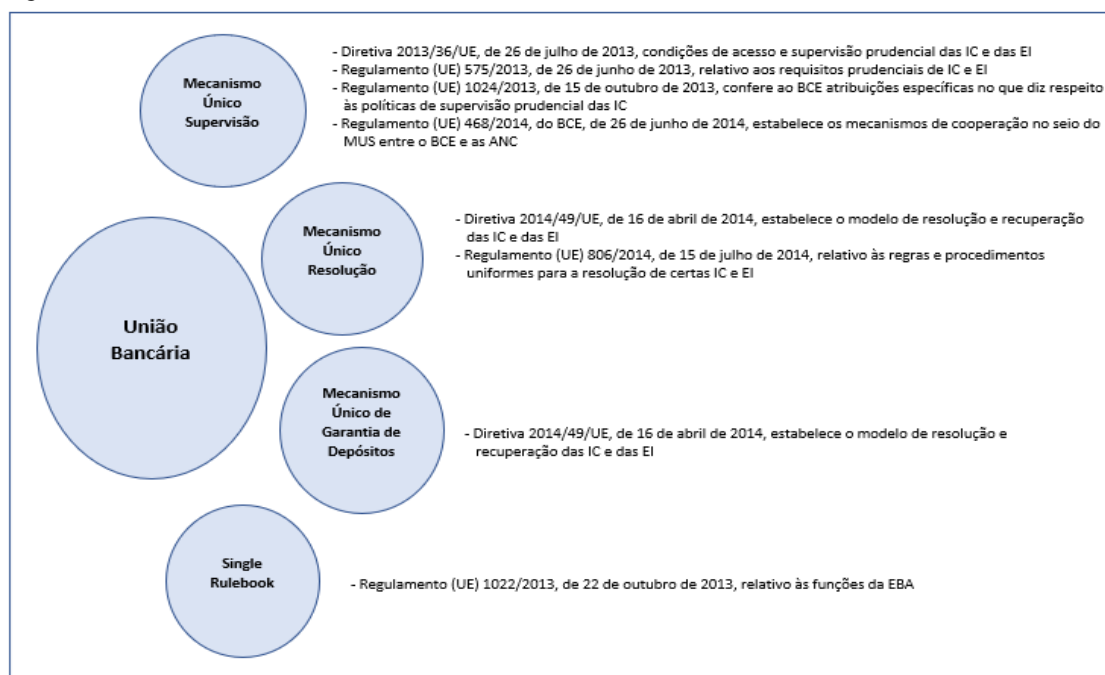 Mecanismo
Único
Supervisão
- Diretiva 2013/36/UE, de 26 de julho de 2013, condições de acesso e supervisão prudencial das IC e das EI
- Regulamento (UE) 575/2013, de 26 de junho de 2013, relativo aos requisitos prudenciais de IC e EI
- Regulamento (UE) 1024/2013, de 15 de outubro de 2013, confere ao BCE atribuições específicas no que diz respeito
às políticas de supervisão prudencial das IC
- Regulamento (UE) 468/2014, do BCE, de 26 de junho de 2014, estabelece os mecanismos de cooperação no seio do
MUS entre o BCE e as ANC
Mecanismo
Único
Resolução
- Diretiva 2014/49/UE, de 16 de abril de 2014, estabelece o modelo de resolução e recuperação
das IC e das EI
- Regulamento (UE) 806/2014, de 15 de julho de 2014, relativo às regras e procedimentos
uniformes para a resolução de certas IC e EI
União
Bancária
Mecanismo
Único de
Garantia de
Depósitos
- Diretiva 2014/49/UE, de 16 de abril de 2014, estabelece o modelo de resolução e
recuperação das IC e das EI
Single
Rulebook
- Regulamento (UE) 1022/2013, de 22 de outubro de 2013, relativo às funções da EBA